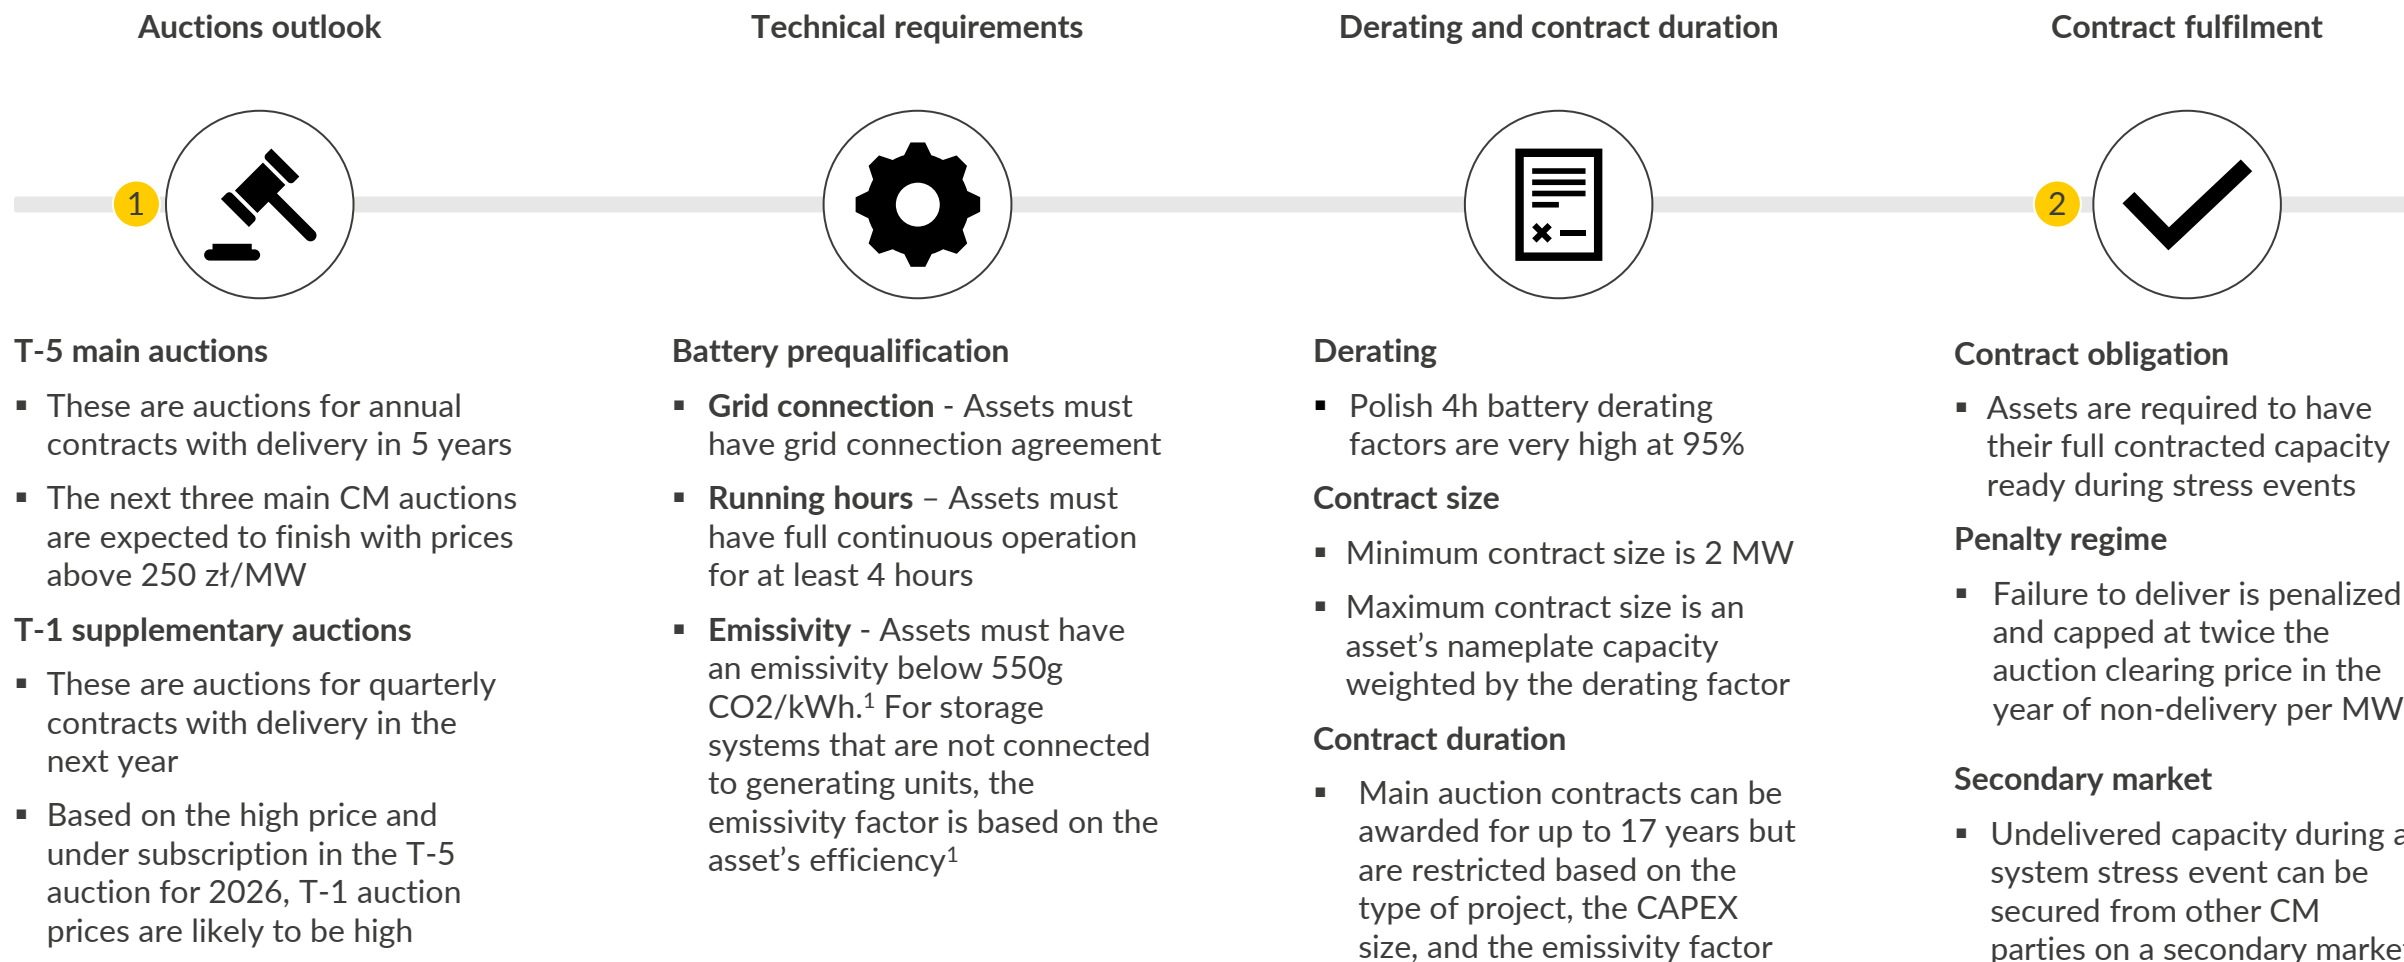 Auctions outlook
Technical requirements
Derating and contract duration
Contract fulfilment
1
2
T-5 main auctions
▪ These are auctions for annual
contracts with delivery in 5 years
▪ The next three main CM auctions
are expected to finish with prices
above 250 zł/MW
T-1 supplementary auctions
▪ These are auctions for quarterly
contracts with delivery in the
next year
▪ Based on the high price and
under subscription in the T-5
auction for 2026, T-1 auction
prices are likely to be high
Battery prequalification
▪ Grid connection - Assets must
have grid connection agreement
▪ Running hours – Assets must
have full continuous operation
for at least 4 hours
▪ Emissivity - Assets must have
an emissivity below 550g
CO2/kWh.¹ For storage
systems that are not connected
to generating units, the
emissivity factor is based on the
asset’s efficiency¹
Derating
▪ Polish 4h battery derating
factors are very high at 95%
Contract size
▪ Minimum contract size is 2 MW
▪ Maximum contract size is an
asset’s nameplate capacity
weighted by the derating factor
Contract duration
▪ Main auction contracts can be
awarded for up to 17 years but
are restricted based on the
type of project, the CAPEX
size, and the emissivity factor
Contract obligation
▪ Assets are required to have
their full contracted capacity
ready during stress events
Penalty regime
▪ Failure to deliver is penalized
and capped at twice the
auction clearing price in the
year of non-delivery per MW
Secondary market
▪ Undelivered capacity during a
system stress event can be
secured from other CM
parties on a secondary market